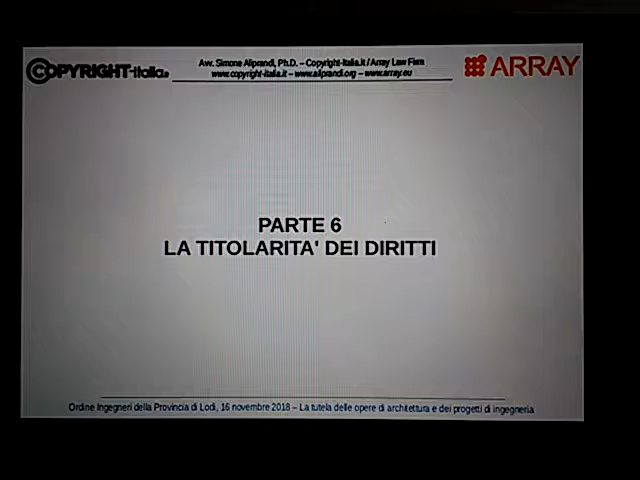 COPYRIGHT-Italia.it
Avv. Simone Aliprandi, Ph.D. – Copyright-Italia.it / Array Law Firm
www.copyright-italia.it – www.aliprandi.org – www.array.eu
ARRAY
PARTE 6
LA TITOLARITA' DEI DIRITTI
Ordine Ingegneri della Provincia di Lodi, 16 novembre 2018 – La tutela delle opere di architettura e dei progetti di ingegneria